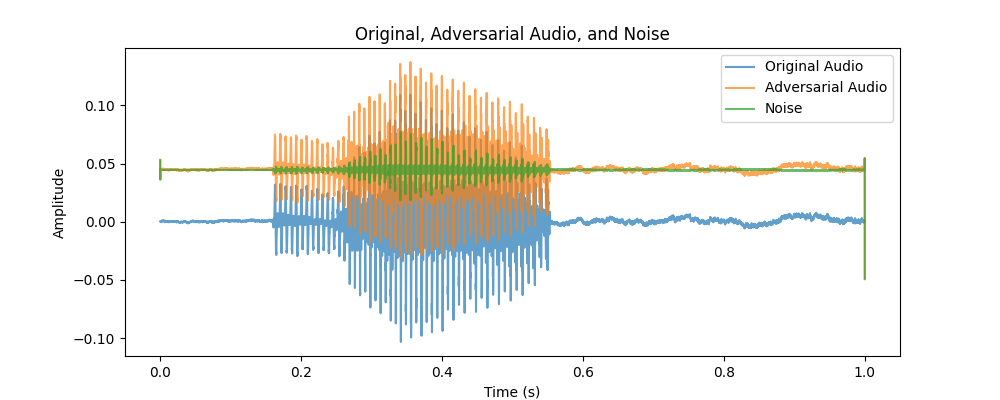 Original, Adversarial Audio, and Noise
Original Audio
Adversarial Audio
Noise
Amplitude
0.10
0.05
0.00
−0.05
−0.10
0.0 0.2 0.4 0.6 0.8 1.0
Time (s)